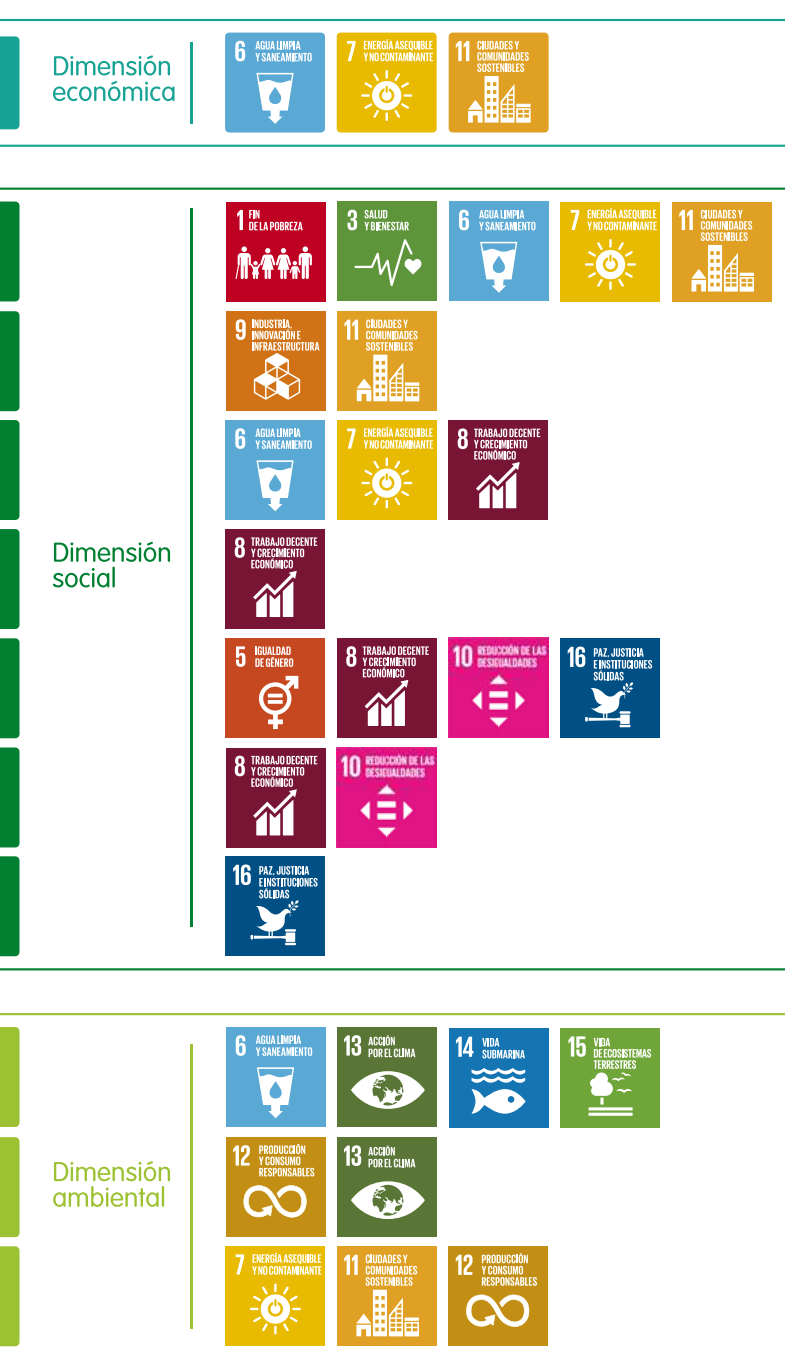 Dimensión
económica
6 AGUA LIMPIA
Y SANEAMIENTO
7 ENERGÍA ASEQUIBLE
Y NO CONTAMINANTE
11 CIUDADES Y
COMUNIDADES
SOSTENIBLES
Dimensión
social
1 FIN
DE LA POBREZA
3 SALUD
Y BIENESTAR
6 AGUA LIMPIA
Y SANEAMIENTO
7 ENERGÍA ASEQUIBLE
Y NO CONTAMINANTE
11 CIUDADES Y
COMUNIDADES
SOSTENIBLES
9 INDUSTRIA,
INNOVACIÓN E
INFRAESTRUCTURA
11 CIUDADES Y
COMUNIDADES
SOSTENIBLES
6 AGUA LIMPIA
Y SANEAMIENTO
7 ENERGÍA ASEQUIBLE
Y NO CONTAMINANTE
8 TRABAJO DECENTE
Y CRECIMIENTO
ECONÓMICO
8 TRABAJO DECENTE
Y CRECIMIENTO
ECONÓMICO
5 IGUALDAD
DE GÉNERO
8 TRABAJO DECENTE
Y CRECIMIENTO
ECONÓMICO
10 REDUCCIÓN DE LAS
DESIGUALDADES
16 PAZ, JUSTICIA
E INSTITUCIONES
SÓLIDAS
8 TRABAJO DECENTE
Y CRECIMIENTO
ECONÓMICO
10 REDUCCIÓN DE LAS
DESIGUALDADES
16 PAZ, JUSTICIA
E INSTITUCIONES
SÓLIDAS
Dimensión
ambiental
6 AGUA LIMPIA
Y SANEAMIENTO
13 ACCIÓN
POR EL CLIMA
14 VIDA
SUBMARINA
15 VIDA
DE ECOSISTEMAS
TERRESTRES
12 PRODUCCIÓN
Y CONSUMO
RESPONSABLES
13 ACCIÓN
POR EL CLIMA
7 ENERGÍA ASEQUIBLE
Y NO CONTAMINANTE
11 CIUDADES Y
COMUNIDADES
SOSTENIBLES
12 PRODUCCIÓN
Y CONSUMO
RESPONSABLES